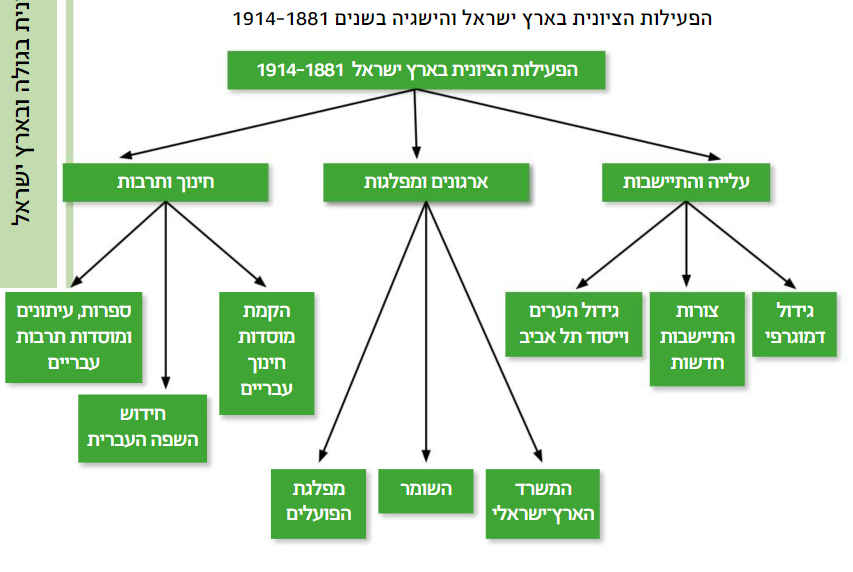 הפעילות הציונית בארץ ישראל והישגיה בשנים 1914-1881
הפעילות הציונית בארץ ישראל 1914-1881
עלייה והתיישבות
ארגונים ומפלגות
חינוך ותרבות
גידול
דמוגרפי
צורות
התיישבות
חדשות
גידול הערים
וייסוד תל אביב
המשרד
הארץ־ישראלי
השומר
מפלגת
הפועלים
הקמת
מוסדות
חינוך
עבריים
חידוש
השפה העברית
ספרות, עיתונים
ומוסדות תרבות
עבריים
בגולה ובארץ ישראל